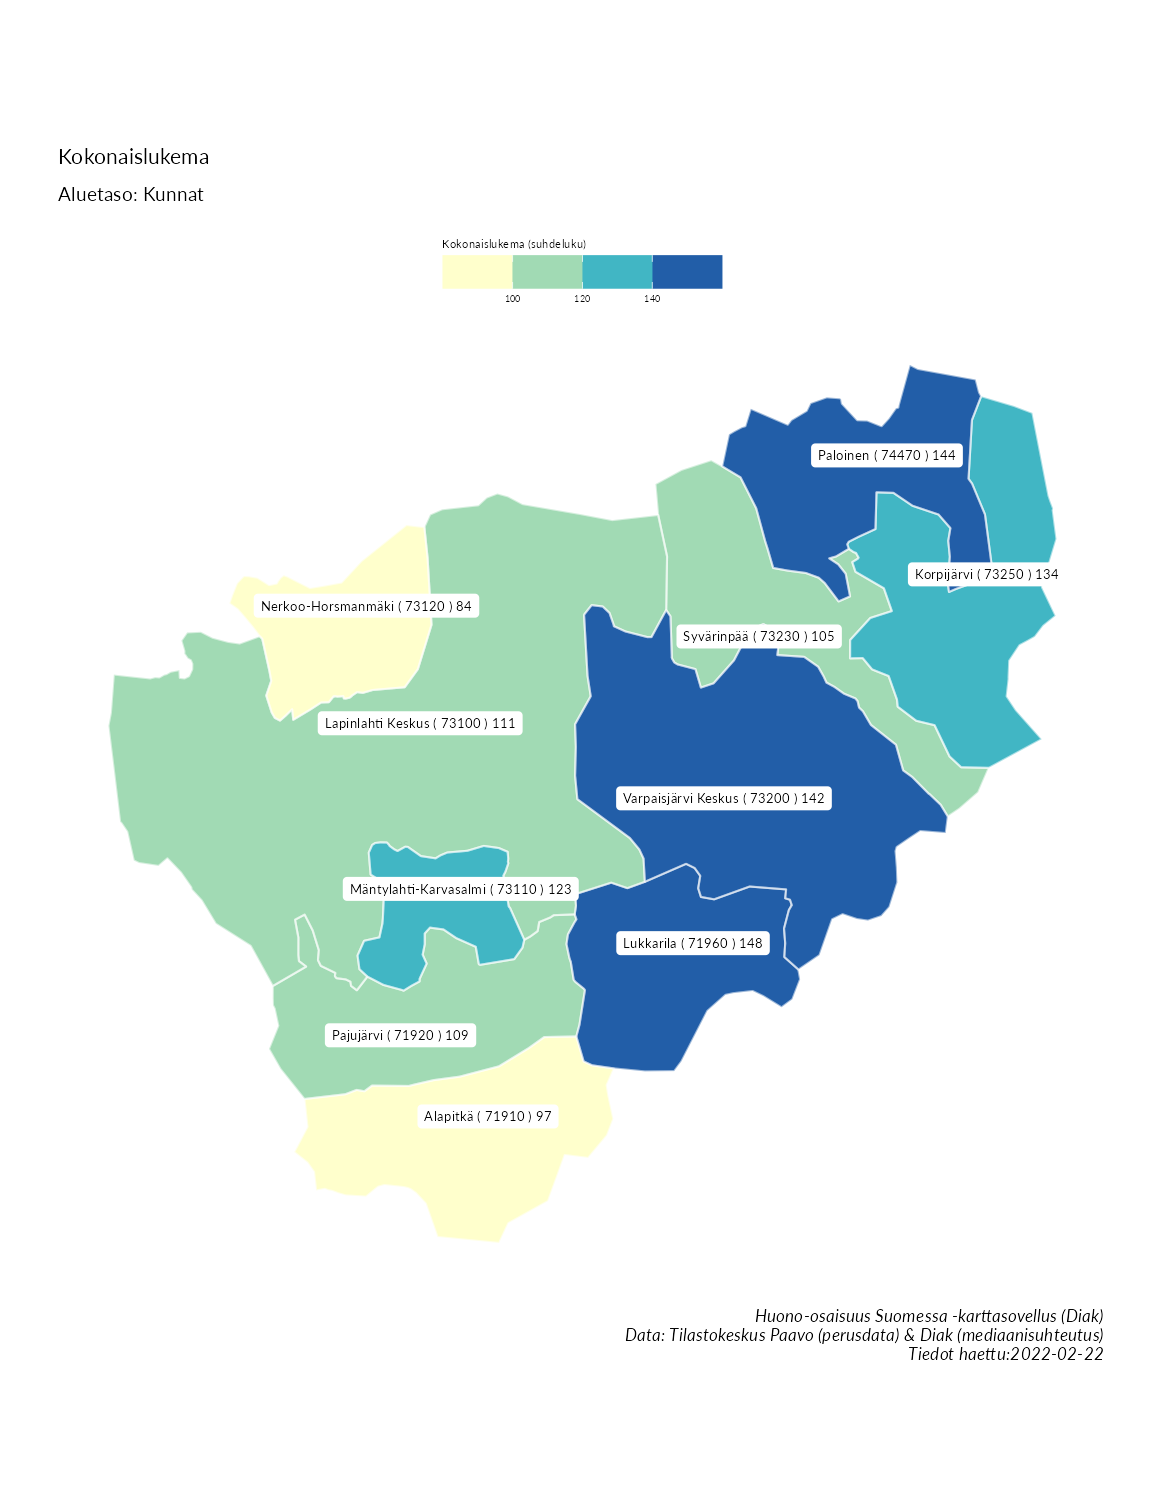 Kokonaislukema
Aluetaso: Kunnat
Kokonaislukema (suhdeluku)
100 120 140
Paloinen ( 74470 ) 144
Korpijärvi ( 73250 ) 134
Nerkoo-Horsmanmäki ( 73120 ) 84
Syvärinpää ( 73230 ) 105
Lapinlahti Keskus ( 73100 ) 111
Varpaisjärvi Keskus ( 73200 ) 142
Mäntylahti-Karvasalmi ( 73110 ) 123
Lukkarila ( 71960 ) 148
Pajujärvi ( 71920 ) 109
Alapitkä ( 71910 ) 97
Huono-osaisuus Suomessa -karttasovellus (Diak)
Data: Tilastokeskus Paavo (perusdata) & Diak (mediaanisuhteutus)
Tiedot haettu:2022-02-22